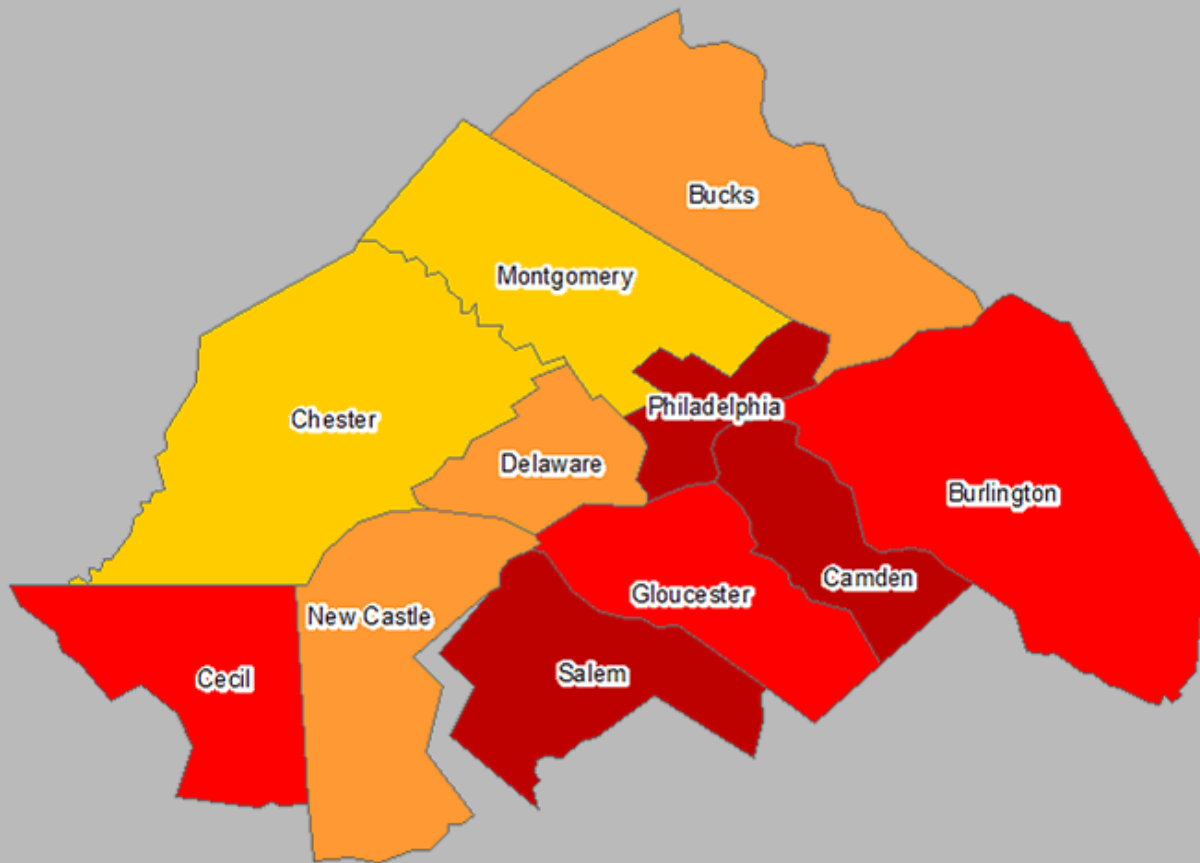 Bucks
Montgomery
Philadelphia
Chester
Delaware
Burlington
Camden
Gloucester
New Castle
Salem
Cecil